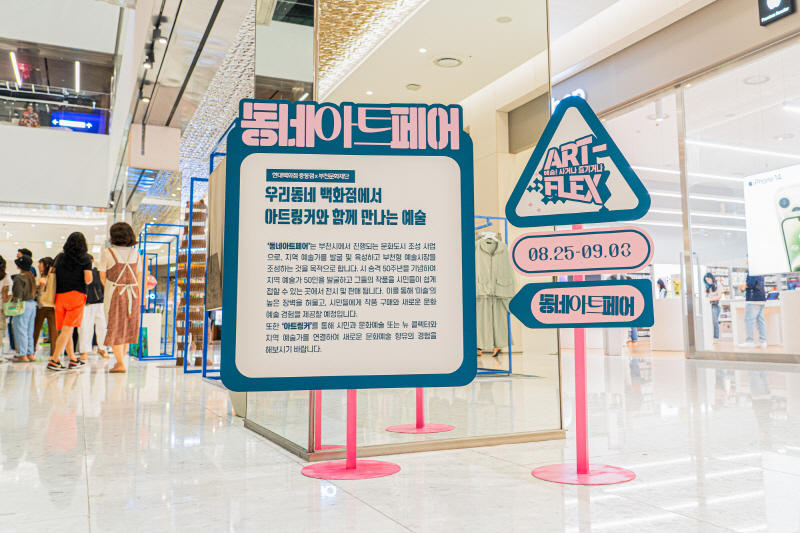 동네아트페어
현대백화점 중동점 x 부천문화재단
우리동네 백화점에서
아트링커와 함께 만나는 예술
'동네아트페어'는 부천시에서 진행되는 문화도시 조성 사업
으로, 지역 예술가를 발굴 및 육성하고 부천형 예술시장을
조성하는 것을 목적으로 합니다. 시 승격 50주년을 기념하여
지역 예술가 50인을 발굴하고 그들의 작품을 시민들이 쉽게
접할 수 있는 곳에서 전시 및 판매 됩니다. 이를 통해 '미술'의
높은 장벽을 허물고, 시민들에게 작품 구매와 새로운 문화
예술 경험을 제공할 예정입니다.
또한 '아트링커'를 통해 시민과 문화예술 또는 뉴 콜렉터와
지역 예술가를 연결하여 새로운 문화예술 향유의 경험을
해보시기 바랍니다.
ART-
예술! 사거나 즐기거나
FLEX
08.25-09.03
동네아트페어
iPhone 14